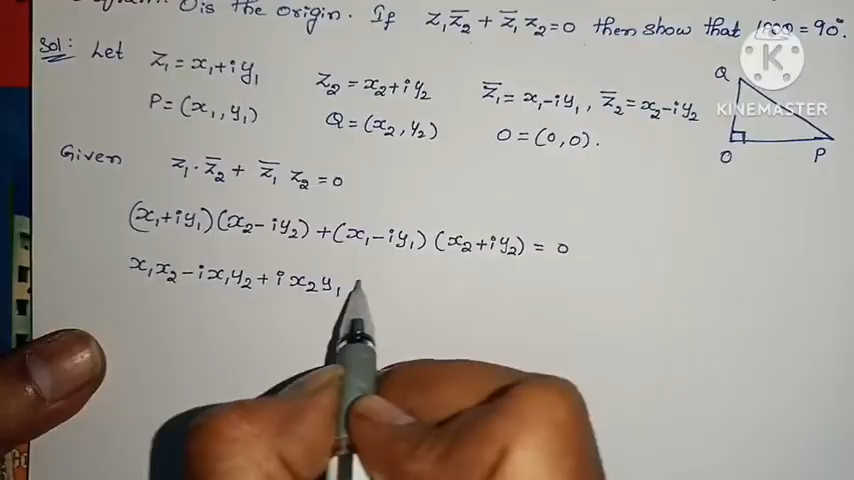 O is the origin. If z₁z̅₂ + z̅₁ z₂ = 0 then show that = 90°.
Sol: Let z₁ = x₁ + iy₁ z₂ = x₂ + iy₂ z̅₁ = x₁ - iy₁, z̅₂ = x₂ - iy₂
P = (x₁, y₁) Q = (x₂, y₂) O = (0, 0).
Q
K
KINEMASTER
O P
Given z₁ . z̅₂ + z̅₁ z₂ = 0
(x₁ + iy₁)(x₂ - iy₂) + (x₁ - iy₁)(x₂ + iy₂) = 0
x₁x₂ - ix₁y₂ + ix₂y₁